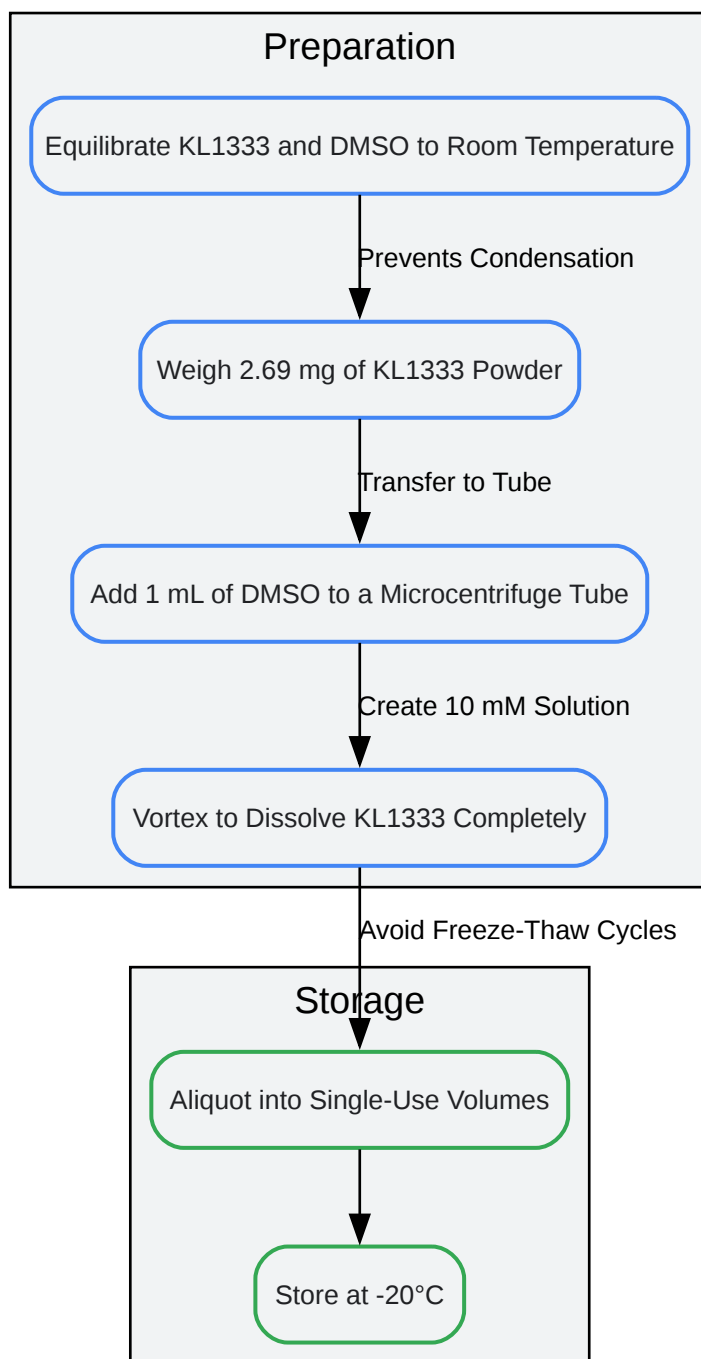 Preparation
Equilibrate KL1333 and DMSO to Room Temperature
Prevents Condensation
Weigh 2.69 mg of KL1333 Powder
Transfer to Tube
Add 1 mL of DMSO to a Microcentrifuge Tube
Create 10 mM Solution
Vortex to Dissolve KL1333 Completely
Avoid Freeze-Thaw Cycles
Storage
Aliquot into Single-Use Volumes
Store at -20°C